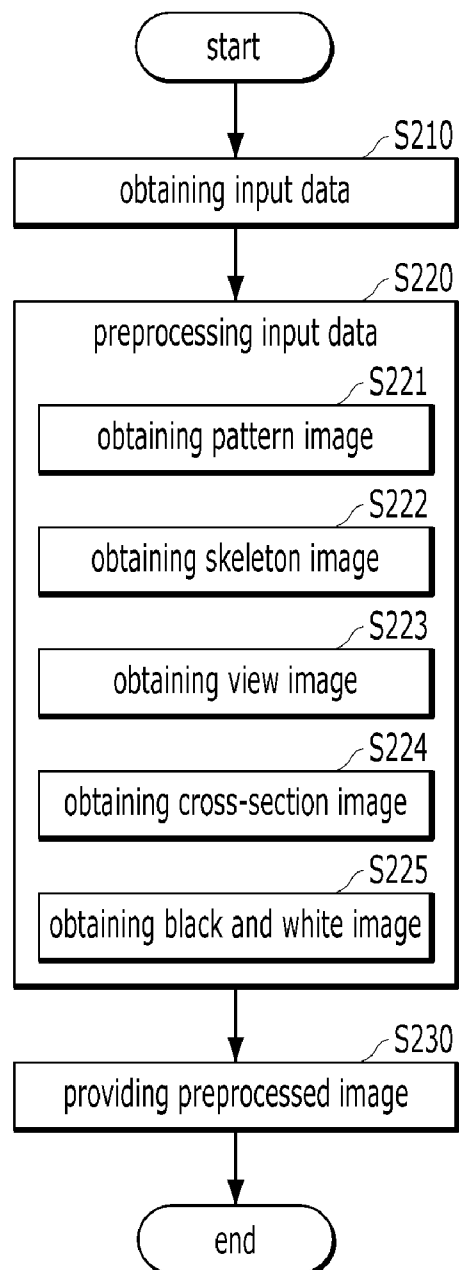 start
S210
obtaining input data
S220
preprocessing input data
S221
obtaining pattern image
S222
obtaining skeleton image
S223
obtaining view image
S224
obtaining cross-section image
S225
obtaining black and white image
S230
providing preprocessed image
end